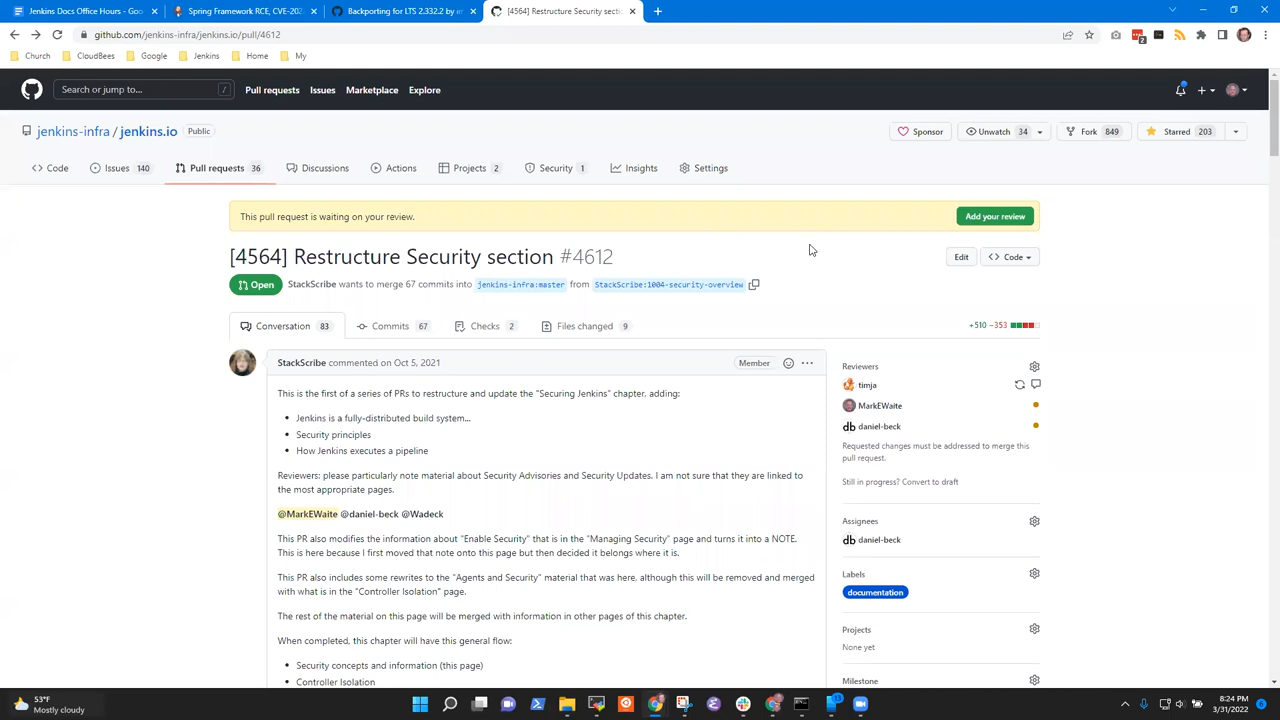 Jenkins Docs Office Hours - Goo
Spring Framework RCE, CVE-202
Backporting for LTS 2.332.2 by m
[4564] Restructure Security secti
github.com/jenkins-infra/jenkins.io/pull/4612
2
Church
CloudBees
Google
Jenkins
Home
My
Search or jump to...
/
Pull requests
Issues
Marketplace
Explore
jenkins-infra / jenkins.io
Public
Sponsor
Unwatch 34
Fork 849
Starred 203
Code
Issues 140
Pull requests 36
Discussions
Actions
Projects 2
Security 1
Insights
Settings
This pull request is waiting on your review.
Add your review
[4564] Restructure Security section #4612
Edit
Code
Open
StackScribe wants to merge 67 commits into jenkins-infra:master from StackScribe:1004-security-overview
Conversation 83
Commits 67
Checks 2
Files changed 9
+510 −353
StackScribe commented on Oct 5, 2021
Member
This is the first of a series of PRs to restructure and update the "Securing Jenkins" chapter, adding:
Jenkins is a fully-distributed build system...
Security principles
How Jenkins executes a pipeline
Reviewers: please particularly note material about Security Advisories and Security Updates. I am not sure that they are linked to
the most appropriate pages.
@MarkEWaite @daniel-beck @Wadeck
This PR also modifies the information about "Enable Security" that is in the "Managing Security" page and turns it into a NOTE.
This is here because I first moved that note onto this page but then decided it belongs where it is.
This PR also includes some rewrites to the "Agents and Security" material that was here, although this will be removed and merged
with what is in the "Controller Isolation" page.
The rest of the material on this page will be merged with information in other pages of this chapter.
When completed, this chapter will have this general flow:
Security concepts and information (this page)
Controller Isolation
Reviewers
timja
MarkEWaite
db daniel-beck
Requested changes must be addressed to merge this
pull request.
Still in progress? Convert to draft
Assignees
db daniel-beck
Labels
documentation
Projects
None yet
Milestone
53°F
Mostly cloudy
13
8:24 PM
3/31/2022